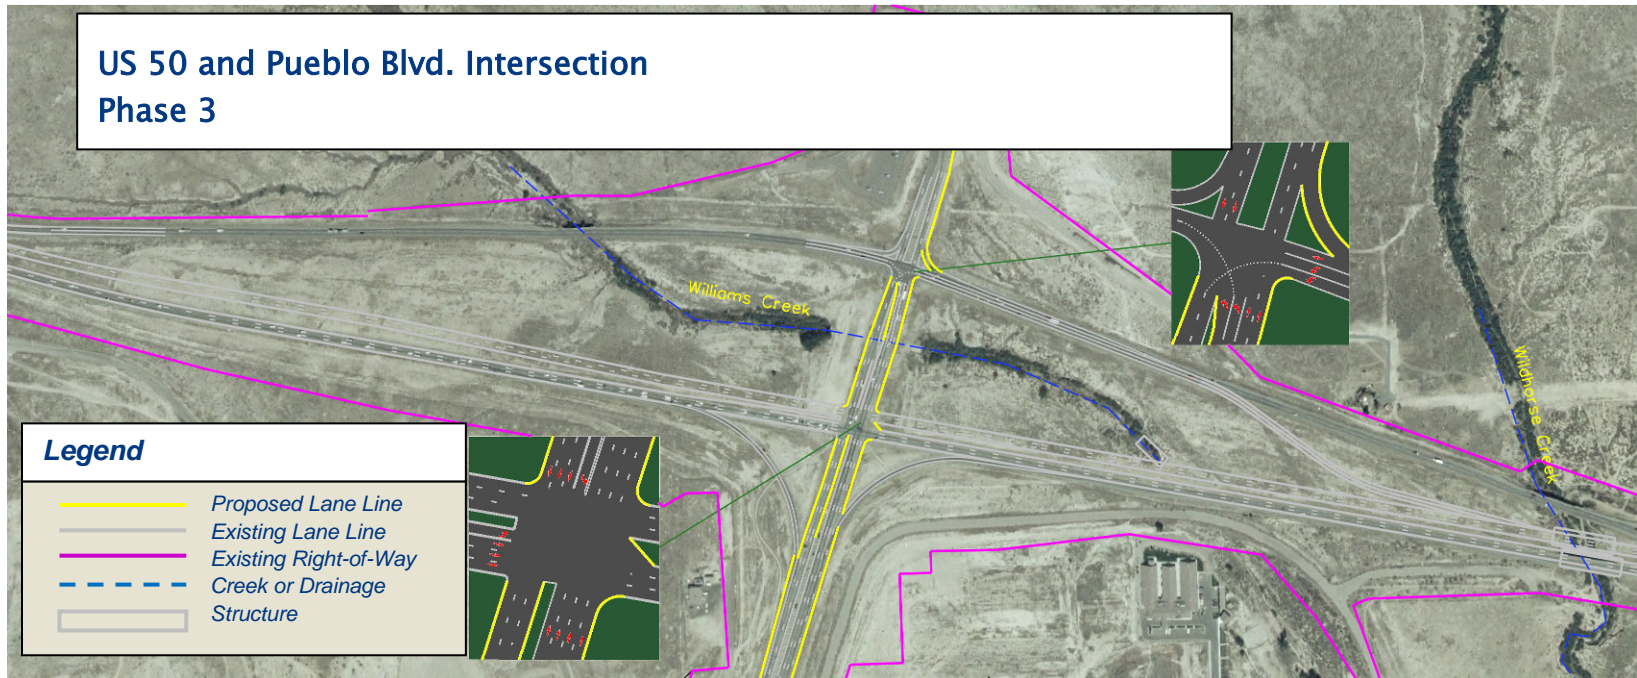 US 50 and Pueblo Blvd. Intersection
Phase 3
Williams Creek
Wildhorse Creek
Legend
Proposed Lane Line
Existing Lane Line
Existing Right-of-Way
Creek or Drainage
Structure